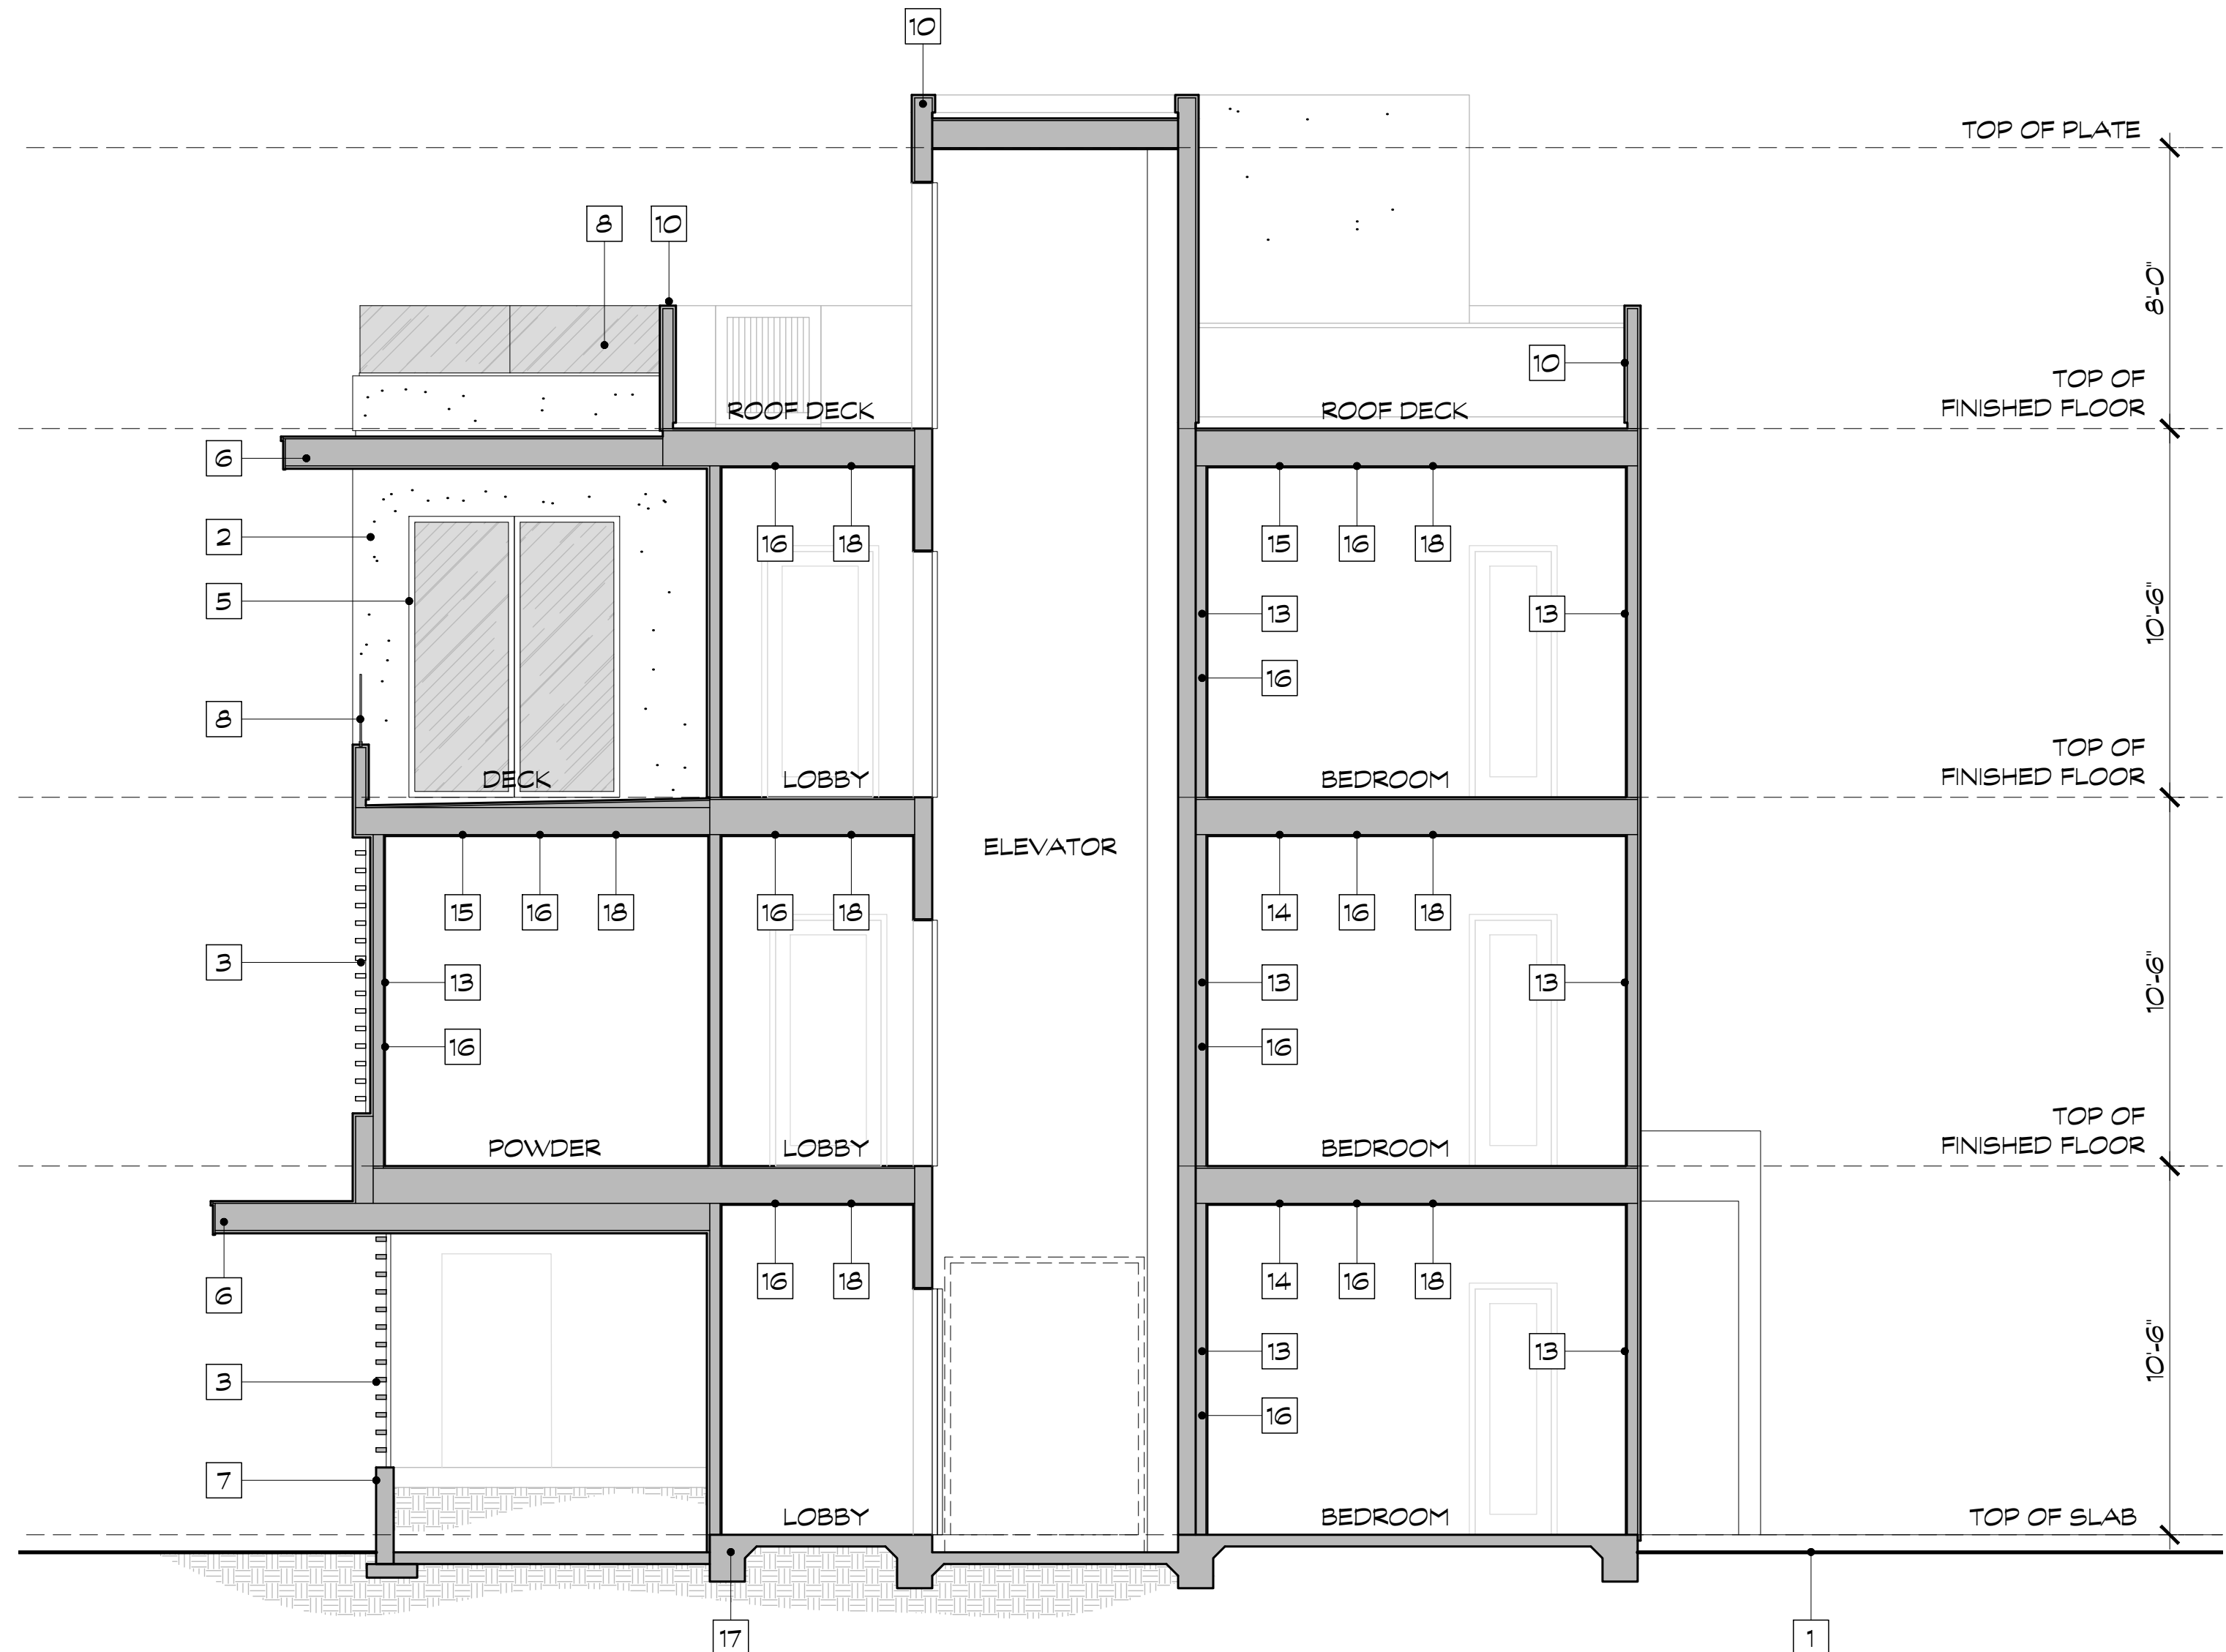 10
TOP OF PLATE
8 10
8'-0"
10
TOP OF
FINISHED FLOOR
ROOF DECK ROOF DECK
6
2 16 18 15 16 18
5 13 13
10'-6"
16
8
TOP OF
FINISHED FLOOR
DECK LOBBY BEDROOM
ELEVATOR
15 16 18 16 18 14 16 18
3 13 13 13
10'-6"
16 16
TOP OF
FINISHED FLOOR
POWDER LOBBY BEDROOM
6 16 18 14 16 18
3 13 13
10'-6"
16
7
LOBBY BEDROOM TOP OF SLAB
17 1